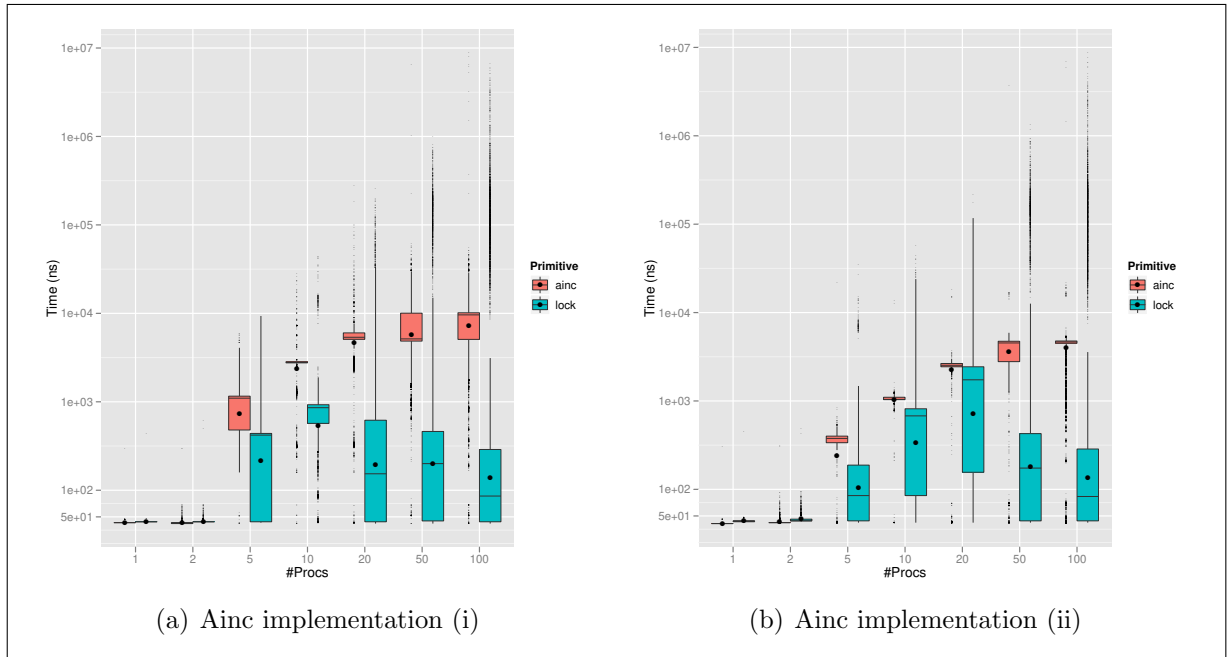 1e+07
1e+06
1e+05
1e+04
1e+03
1e+02
5e+01
Time (ns)
1 2 5 10 20 50 100
#Procs
Primitive
ainc
lock
(a) Ainc implementation (i)
1e+07
1e+06
1e+05
1e+04
1e+03
1e+02
5e+01
Time (ns)
1 2 5 10 20 50 100
#Procs
Primitive
ainc
lock
(b) Ainc implementation (ii)